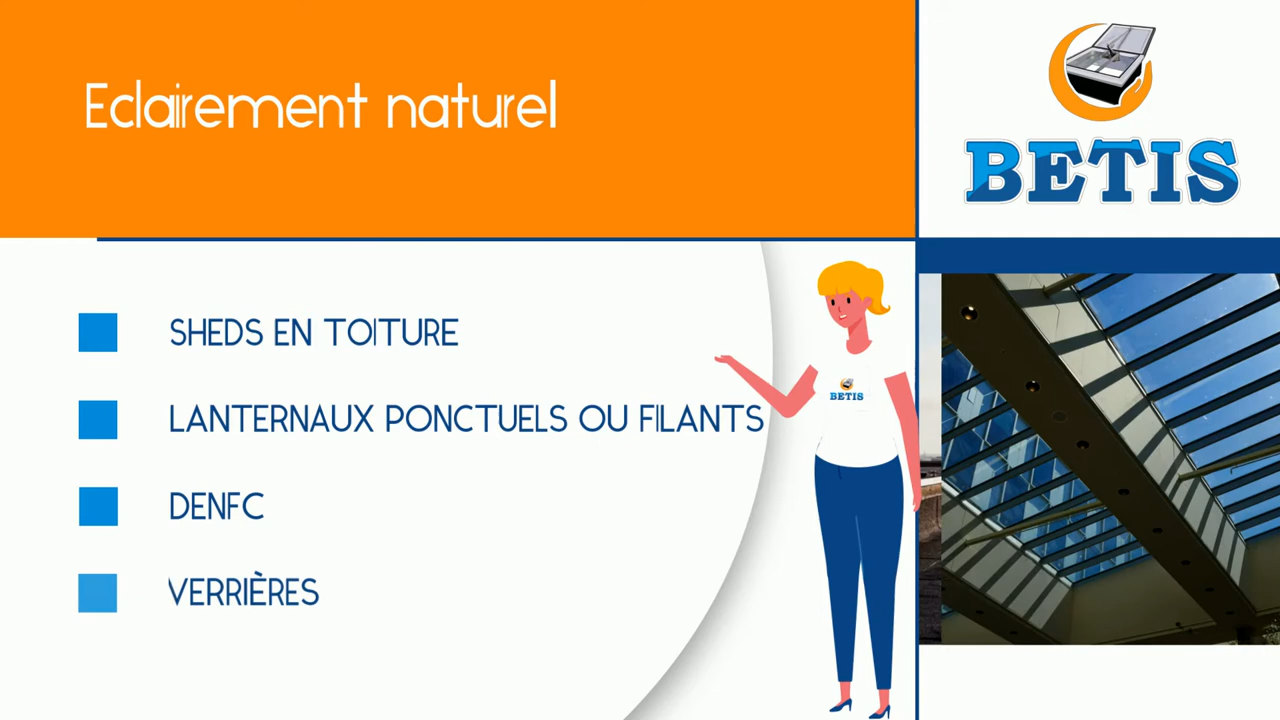 Eclairement naturel
BETIS
SHEDS EN TOITURE
LANTERNAUX PONCTUELS OU FILANTS
DENFC
VERRIÈRES
BETIS